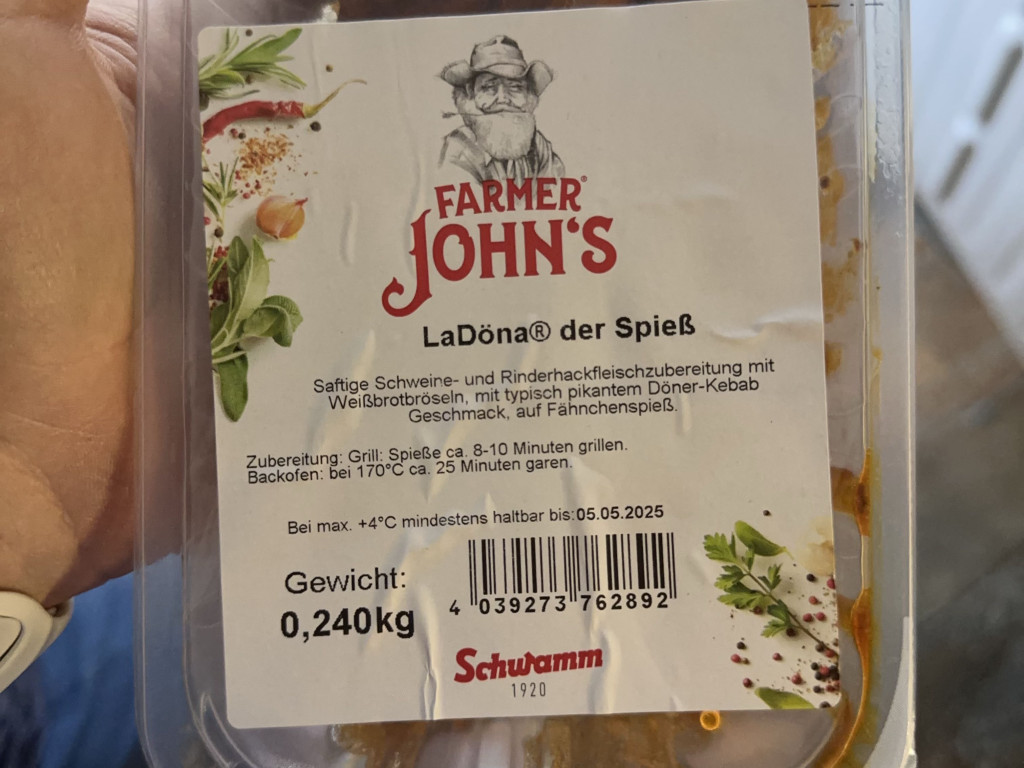 FARMER®
JOHN'S
LaDöna® der Spieß
Saftige Schweine- und Rinderhackfleischzubereitung mit
Weißbrotbröseln, mit typisch pikantem Döner-Kebab
Geschmack, auf Fähnchenspieß.
Zubereitung: Grill: Spieße ca. 8-10 Minuten grillen.
Backofen: bei 170°C ca. 25 Minuten garen.
Bei max. +4°C mindestens haltbar bis:05.05.2025
Gewicht:
0,240kg
4 039273 762892
Schwamm
1920